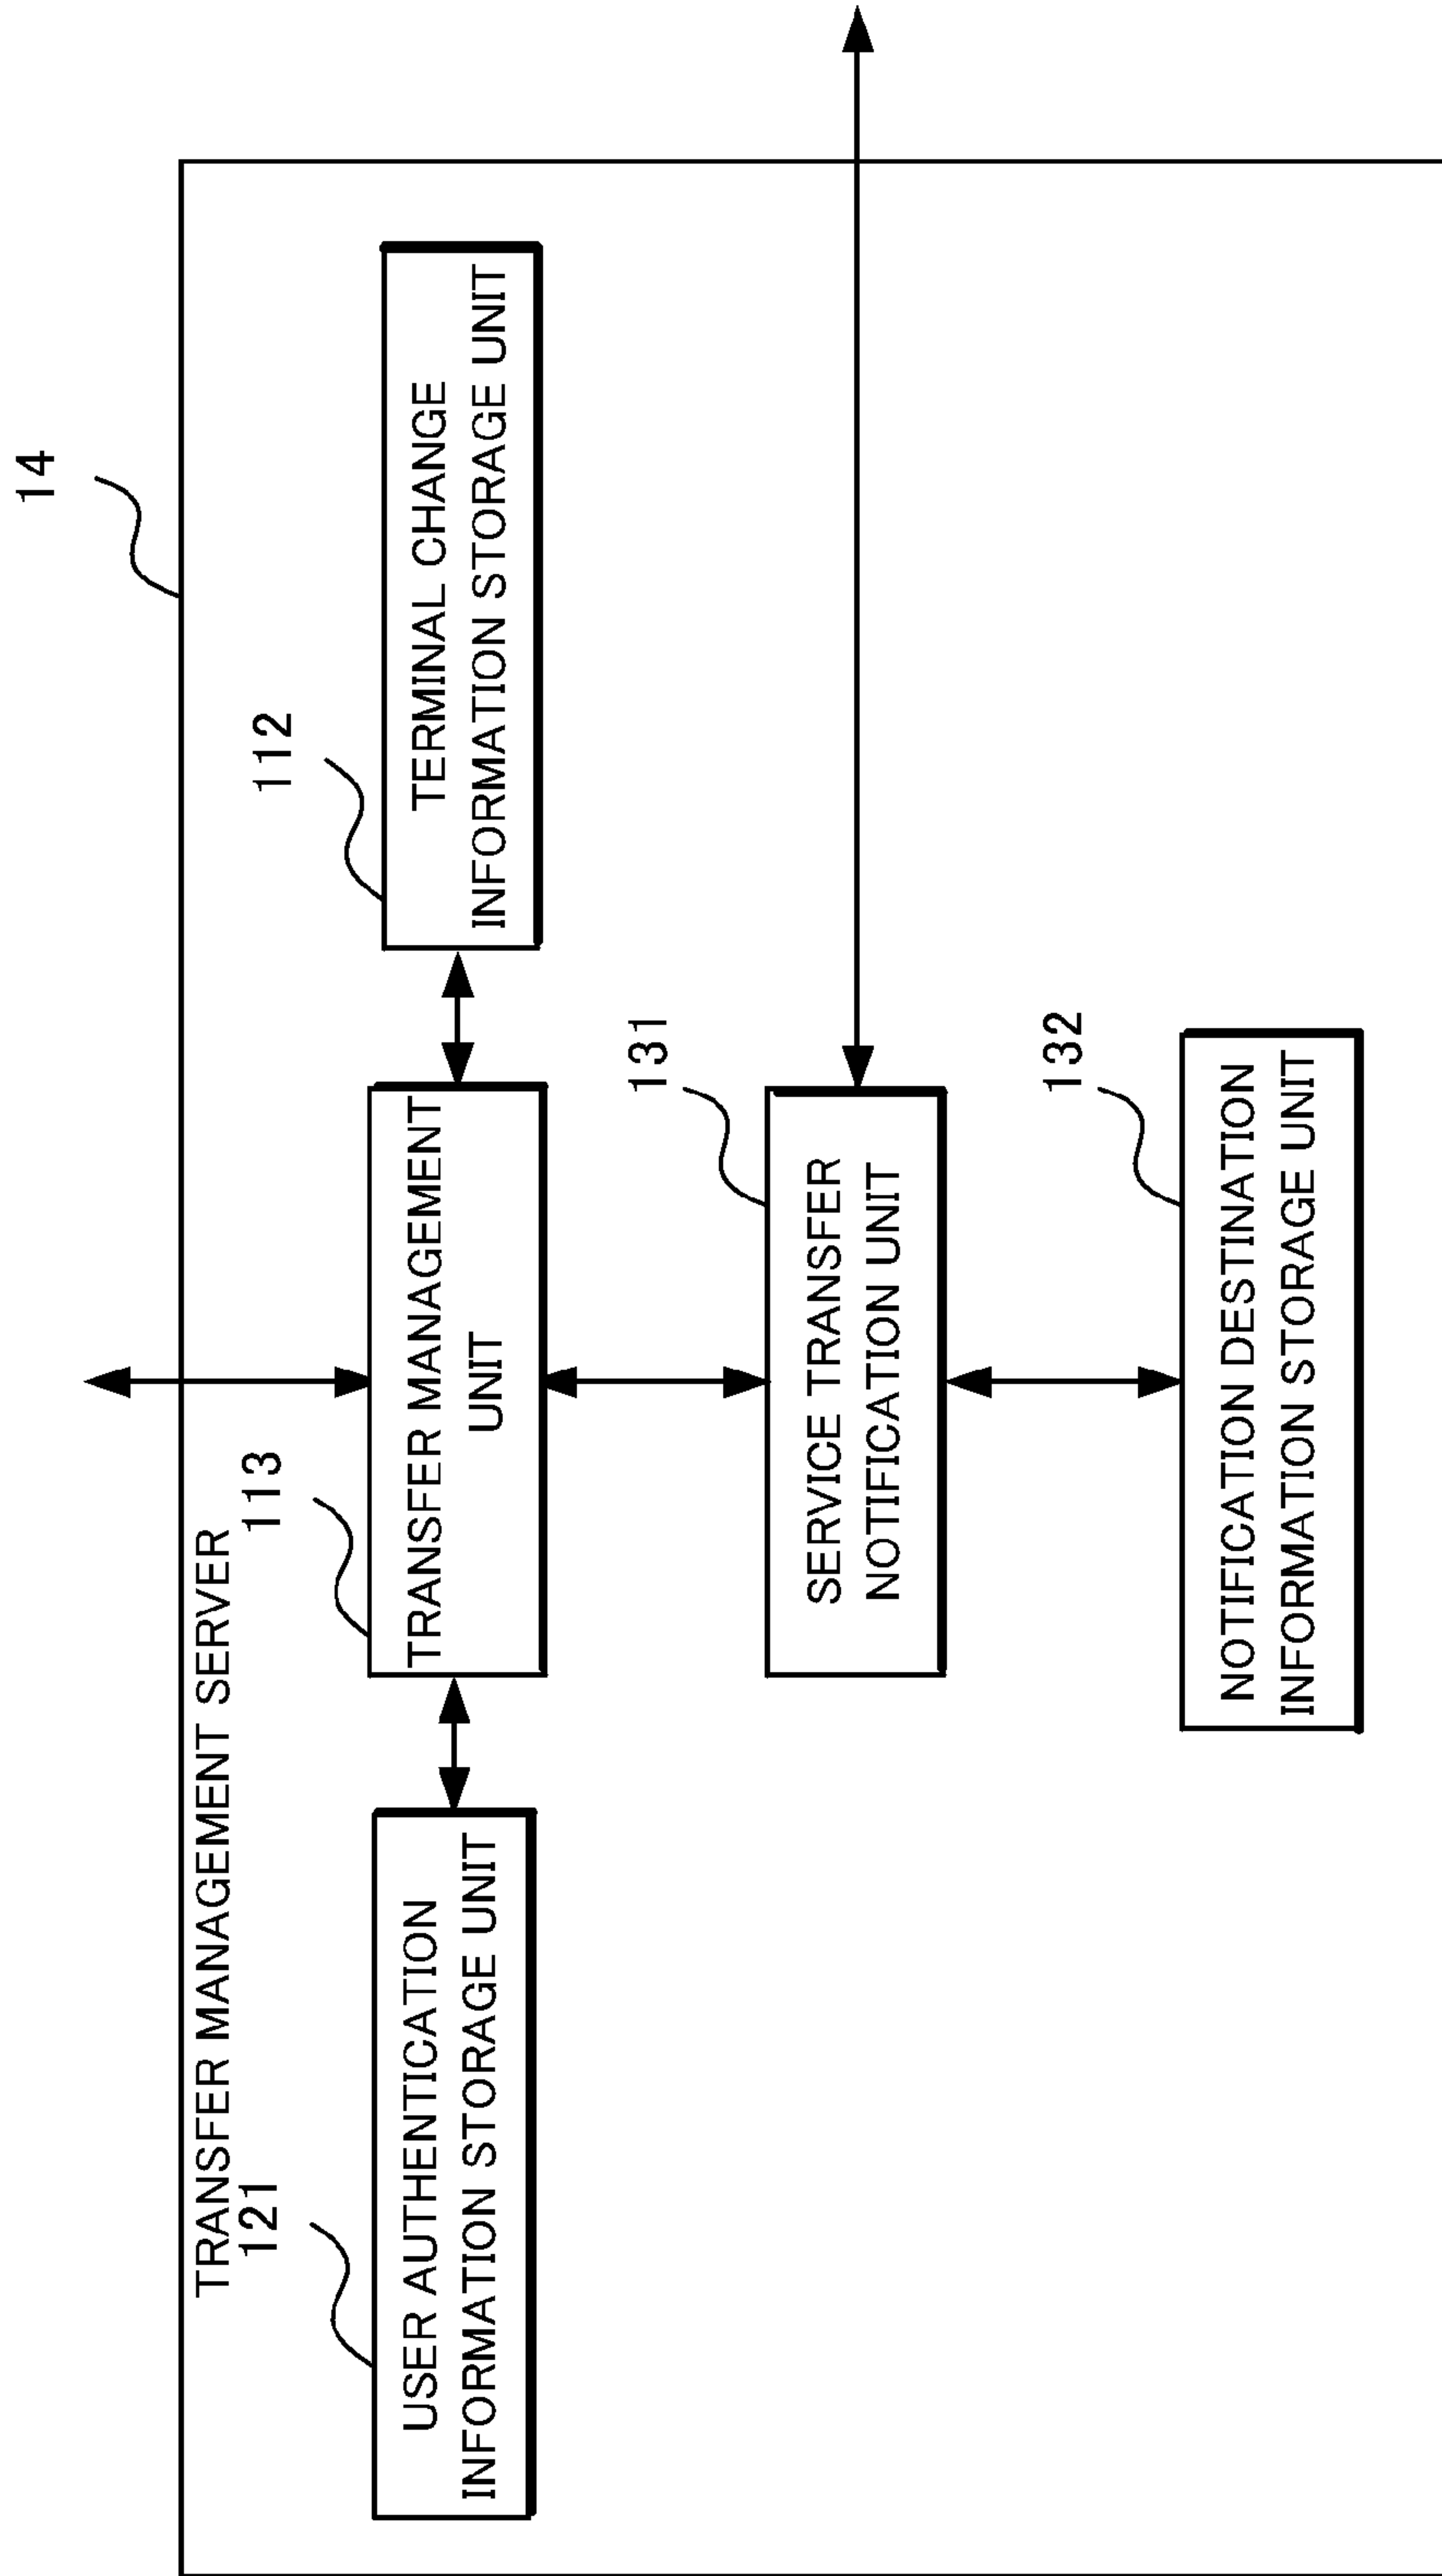 14
TRANSFER MANAGEMENT SERVER
121
113
112
USER AUTHENTICATION
INFORMATION STORAGE UNIT
TRANSFER MANAGEMENT
UNIT
TERMINAL CHANGE
INFORMATION STORAGE UNIT
131
SERVICE TRANSFER
NOTIFICATION UNIT
132
NOTIFICATION DESTINATION
INFORMATION STORAGE UNIT